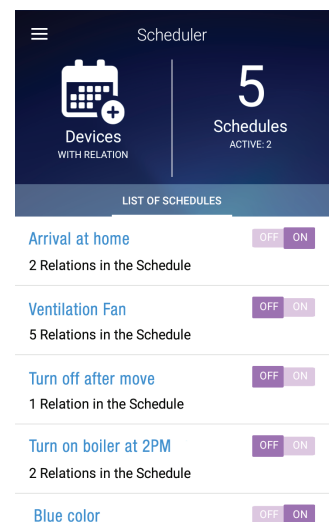 Scheduler
Devices
WITH RELATION
5
Schedules
ACTIVE: 2
LIST OF SCHEDULES
Arrival at home
OFF ON
2 Relations in the Schedule
Ventilation Fan
OFF ON
5 Relations in the Schedule
Turn off after move
OFF ON
1 Relation in the Schedule
Turn on boiler at 2PM
OFF ON
2 Relations in the Schedule
Blue color
OFF ON